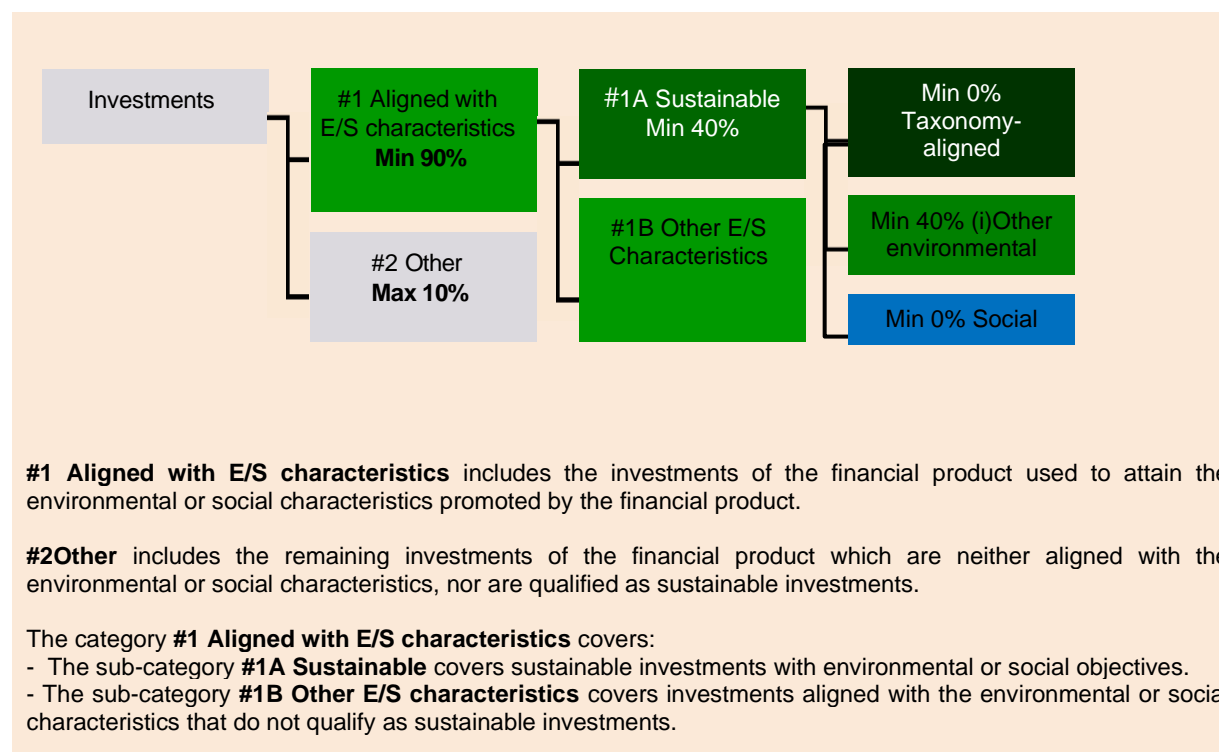 Investments
#1 Aligned with
E/S characteristics
Min 90%
#2 Other
Max 10%
#1A Sustainable
Min 40%
#1B Other E/S
Characteristics
Min 0%
Taxonomy-
aligned
Min 40% (i)Other
environmental
Min 0% Social
#1 Aligned with E/S characteristics includes the investments of the financial product used to attain the
environmental or social characteristics promoted by the financial product.
#2Other includes the remaining investments of the financial product which are neither aligned with the
environmental or social characteristics, nor are qualified as sustainable investments.
The category #1 Aligned with E/S characteristics covers:
- The sub-category #1A Sustainable covers sustainable investments with environmental or social objectives.
- The sub-category #1B Other E/S characteristics covers investments aligned with the environmental or social
characteristics that do not qualify as sustainable investments.